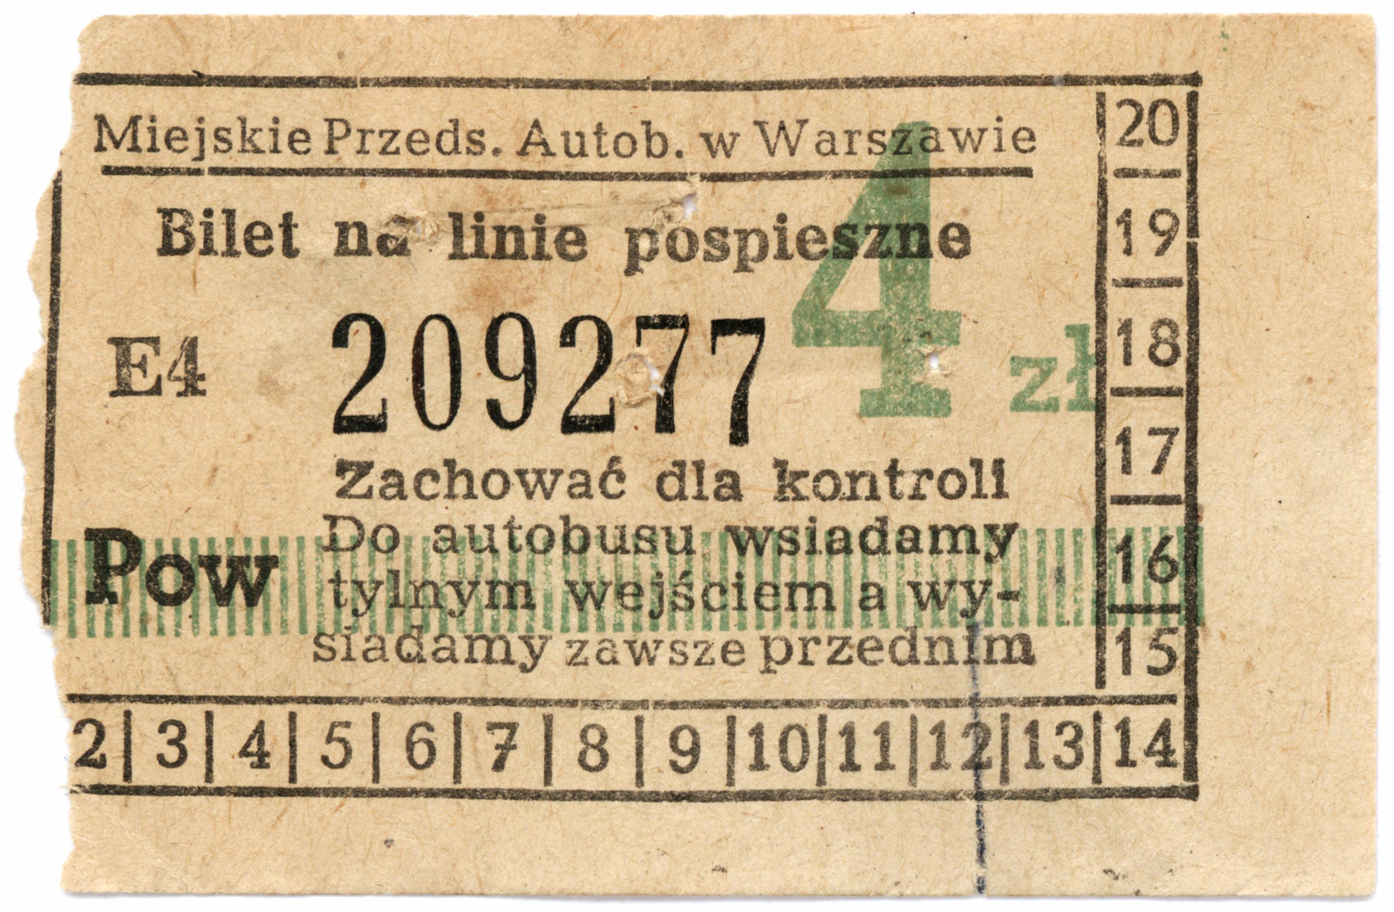 Miejskie Przeds. Autob. w Warszawie
Bilet na linie pospieszne
E4
209277
4 zł
Zachować dla kontroli
Pow
Do autobusu wsiadamy
tylnym wejściem a wy-
siadamy zawsze przednim
20
19
18
17
16
15
2 3 4 5 6 7 8 9 10 11 12 13 14